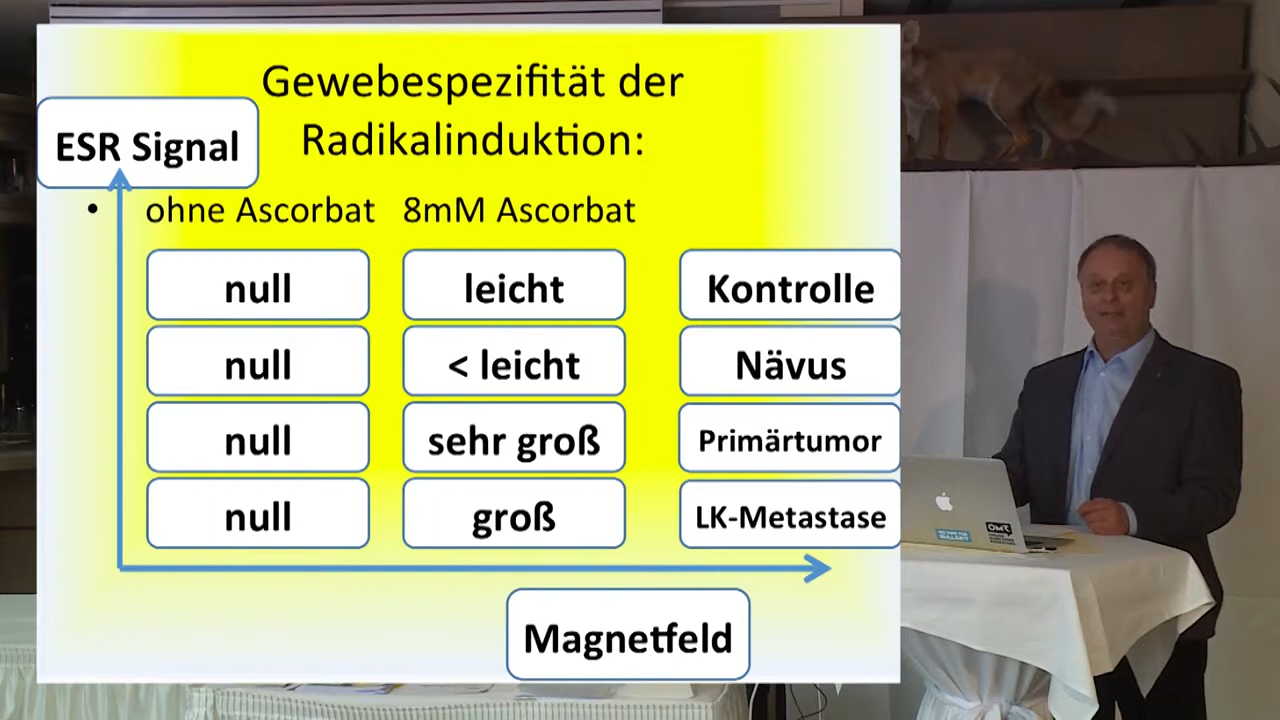 Gewebespezifität der
Radikalinduktion:
ESR Signal
• ohne Ascorbat 8mM Ascorbat
null leicht Kontrolle
null < leicht Nävus
null sehr groß Primärtumor
null groß LK-Metastase
Magnetfeld
OMR